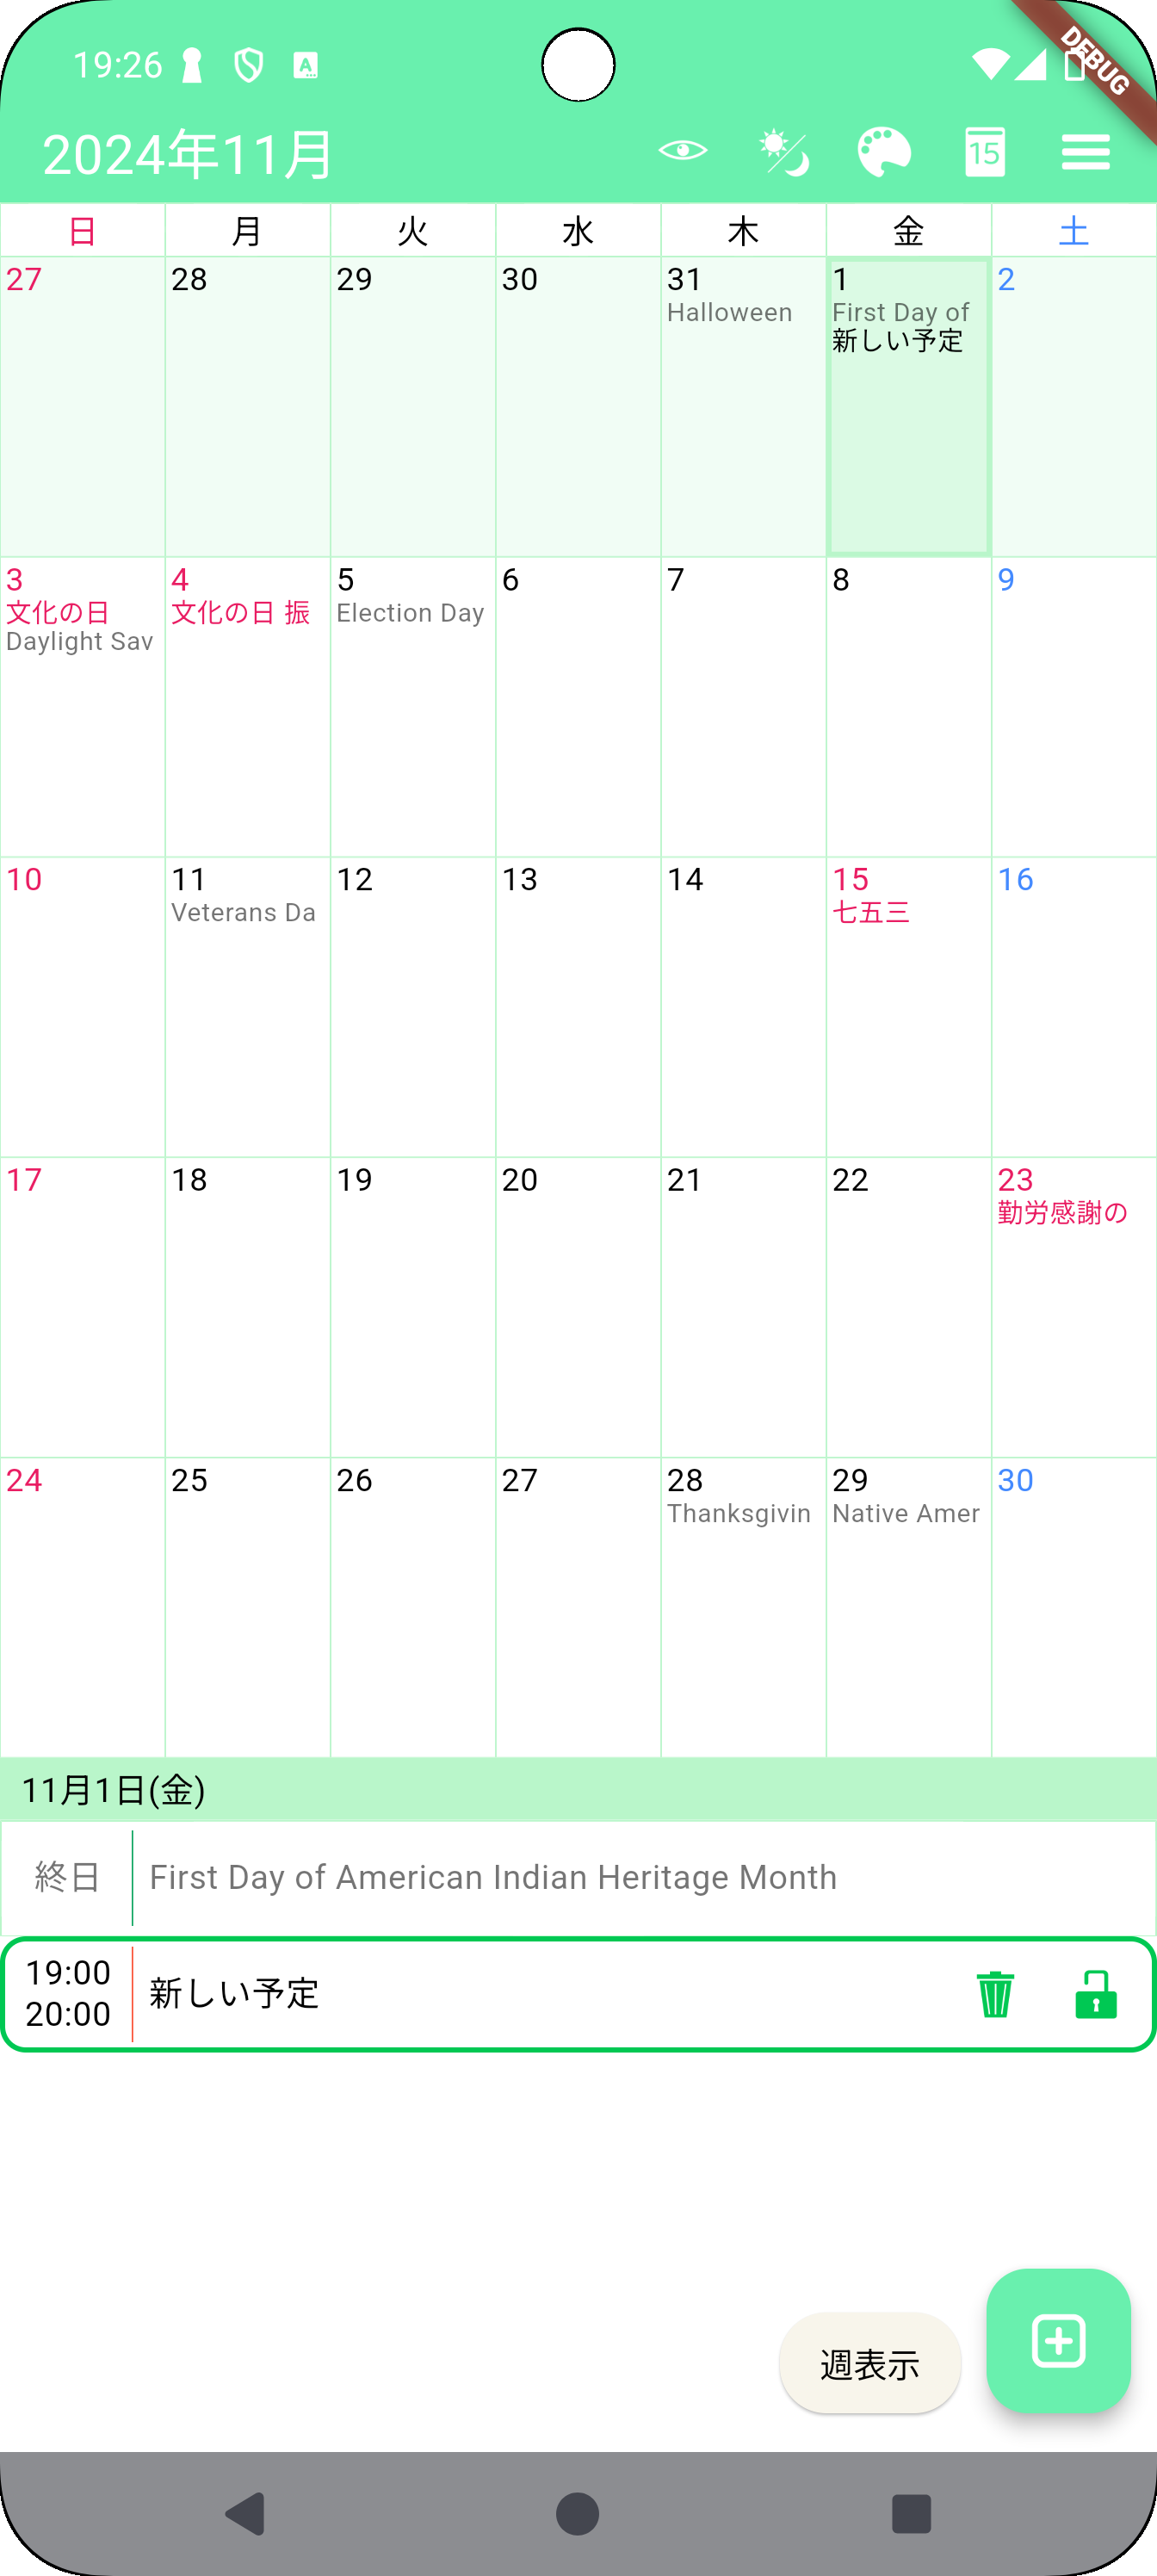 19:26
DEBUG
2024年11月
15
日 月 火 水 木 金 土
27 28 29 30 31 1 2
Halloween First Day of
新しい予定
3 4 5 6 7 8 9
文化の日 文化の日 振 Election Day
Daylight Sav
10 11 12 13 14 15 16
Veterans Da 七五三
17 18 19 20 21 22 23
勤労感謝の
24 25 26 27 28 29 30
Thanksgivin Native Amer
11月1日(金)
終日 First Day of American Indian Heritage Month
19:00
新しい予定
20:00
週表示